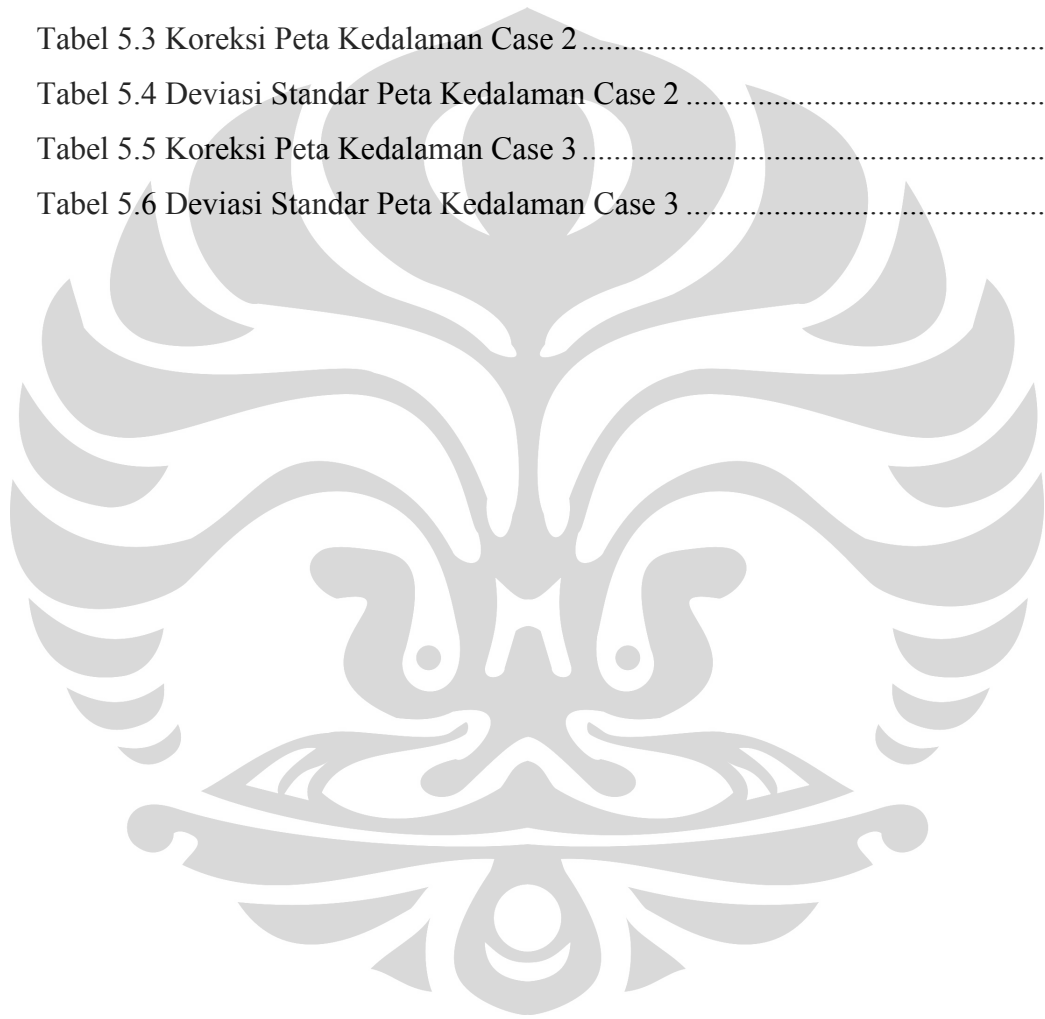 Tabel 5.3 Koreksi Peta Kedalaman Case 2..........................................................
Tabel 5.4 Deviasi Standar Peta Kedalaman Case 2 .............................................
Tabel 5.5 Koreksi Peta Kedalaman Case 3..........................................................
Tabel 5.6 Deviasi Standar Peta Kedalaman Case 3 .............................................